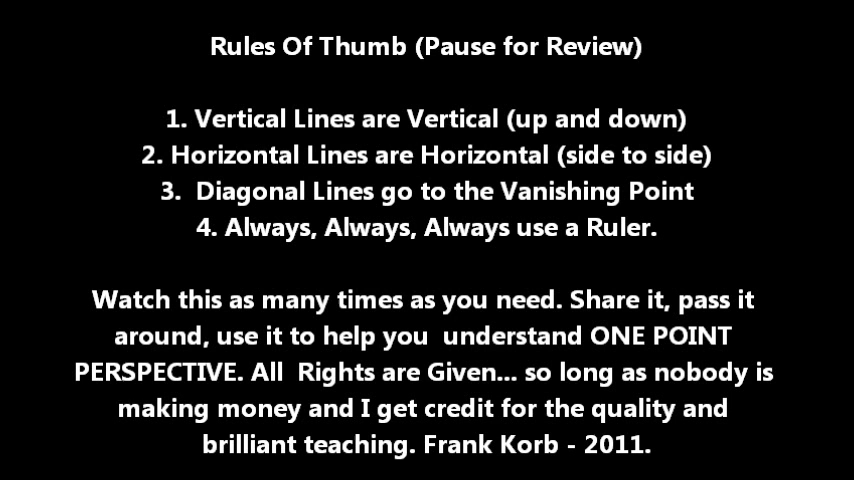 Rules Of Thumb (Pause for Review)
1. Vertical Lines are Vertical (up and down)
2. Horizontal Lines are Horizontal (side to side)
3.  Diagonal Lines go to the Vanishing Point
4. Always, Always, Always use a Ruler.
Watch this as many times as you need. Share it, pass it
around, use it to help you  understand ONE POINT
PERSPECTIVE. All  Rights are Given... so long as nobody is
making money and I get credit for the quality and
brilliant teaching. Frank Korb - 2011.